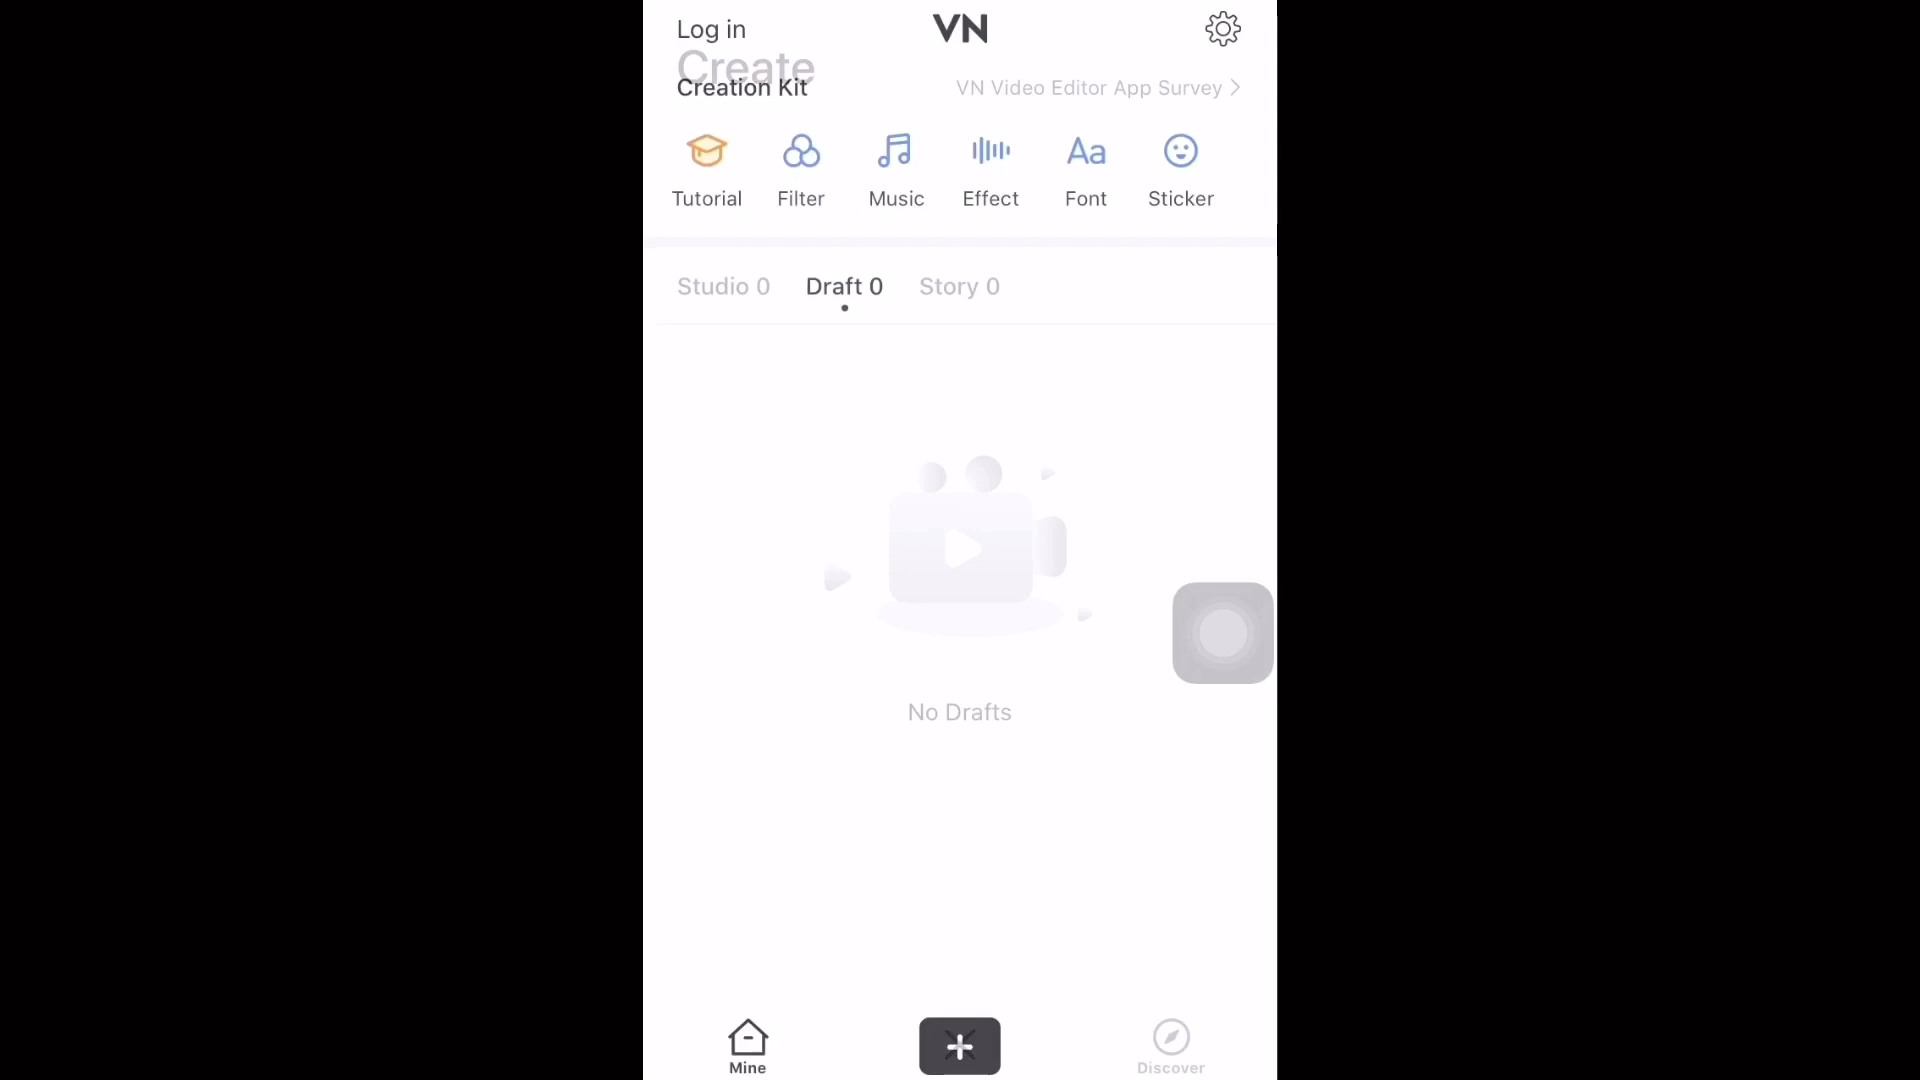 Log in
VN
Create
Creation Kit
VN Video Editor App Survey
Tutorial
Filter
Music
Aa
Effect
Font
Sticker
Studio 0
Draft 0
Story 0
No Drafts
Mine
Discover